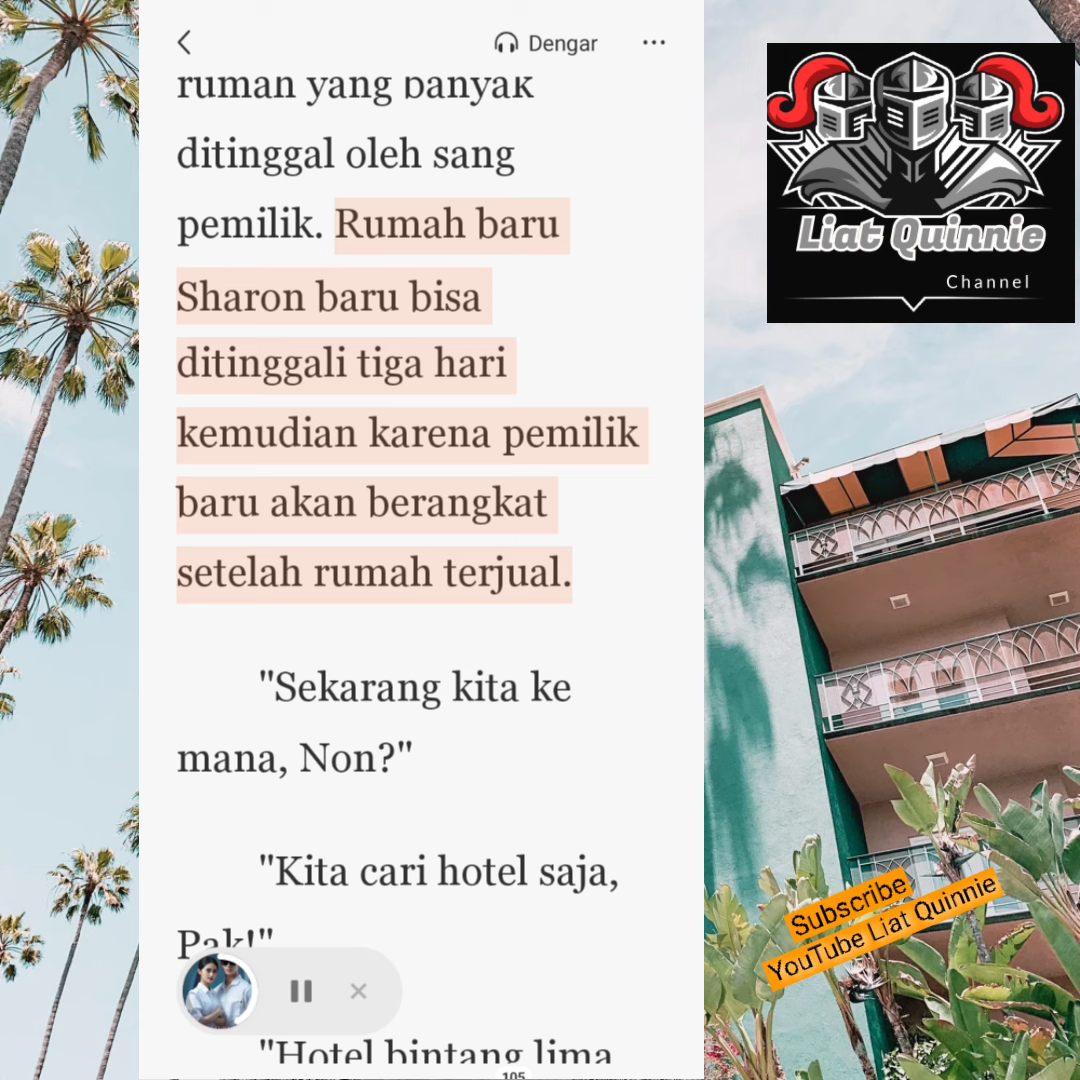 Dengar
rumah yang banyak
ditinggal oleh sang
pemilik. Rumah baru
Sharon baru bisa
ditinggali tiga hari
kemudian karena pemilik
baru akan berangkat
setelah rumah terjual.
"Sekarang kita ke
mana, Non?"
"Kita cari hotel saja,
Pak!"
"Hotel bintang lima
105
Liat Quinnie
Channel
Subscribe
YouTube Liat Quinnie